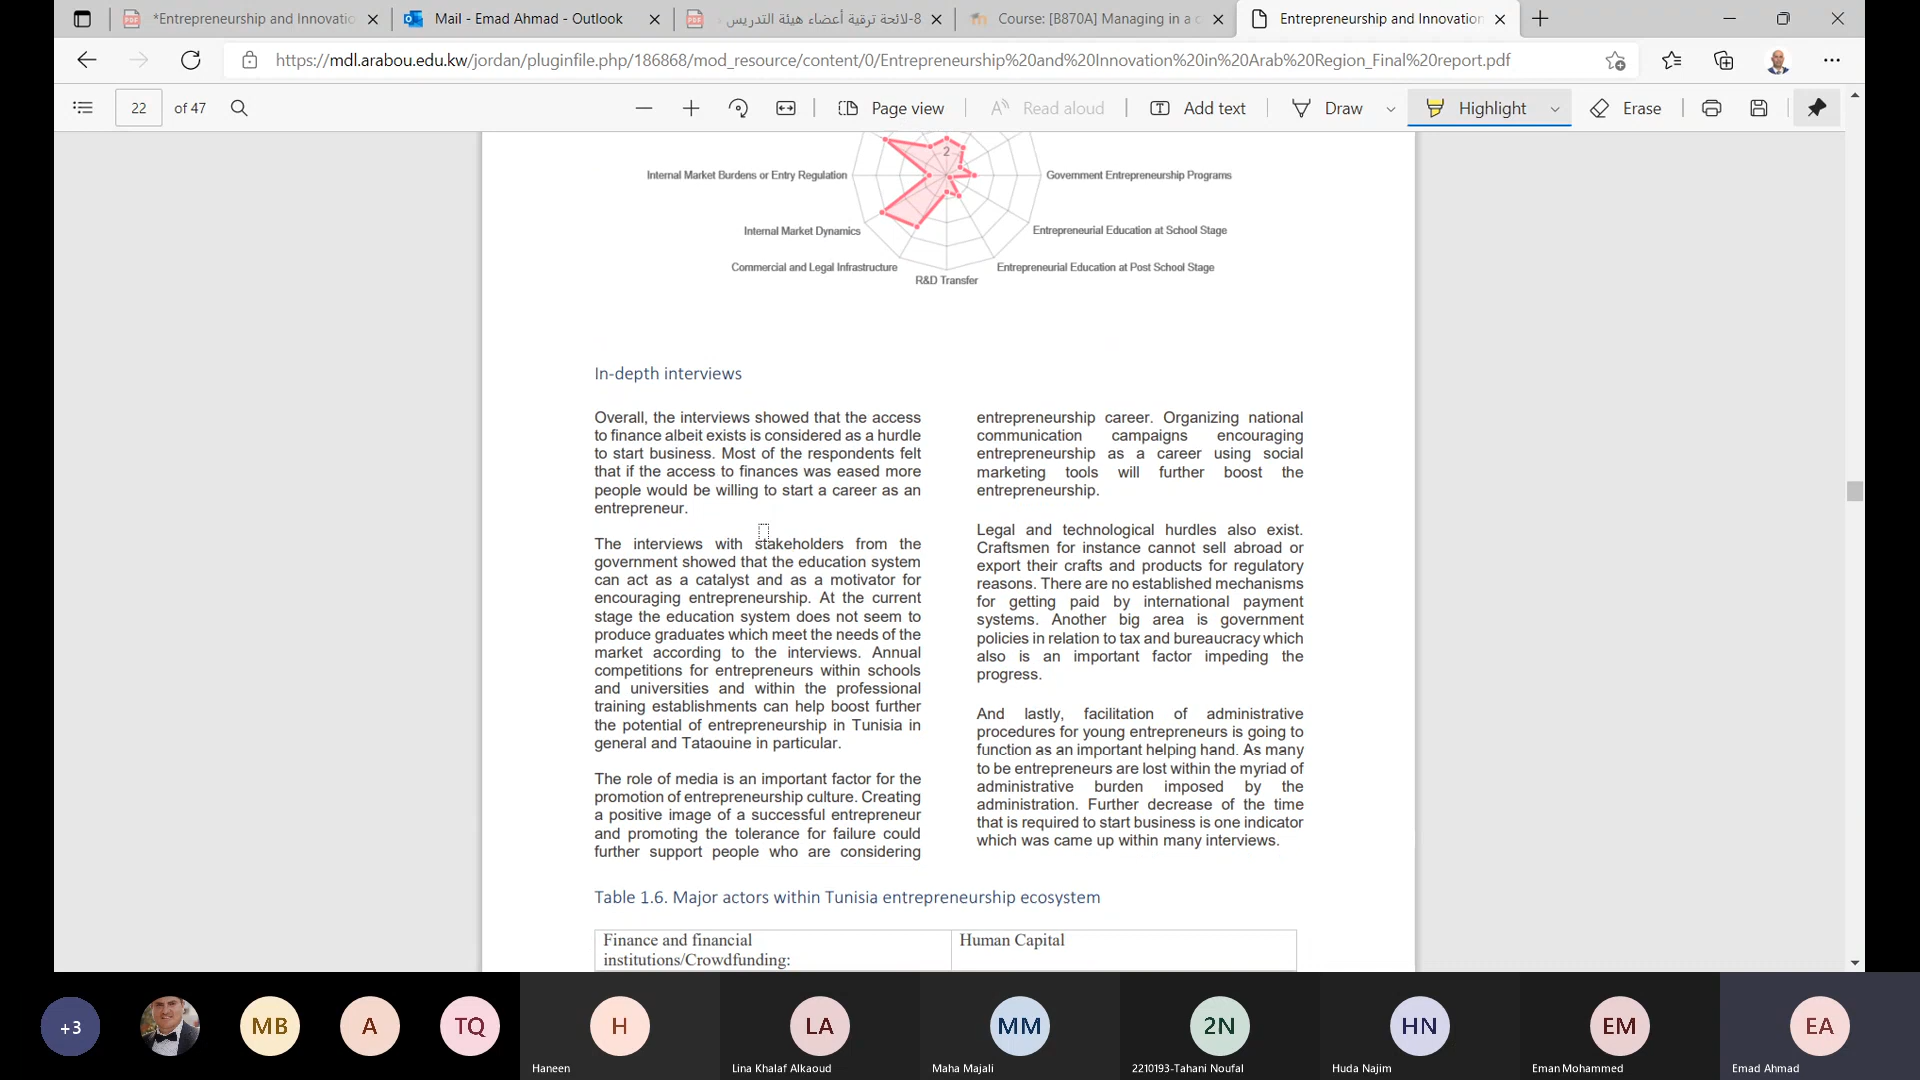 *Entrepreneurship and Innovatio
Mail - Emad Ahmad - Outlook
8-لائحة ترقية أعضاء هيئة التدريس
Course: [B870A] Managing in a c
Entrepreneurship and Innovation
https://mdl.arabou.edu.kw/jordan/pluginfile.php/186868/mod_resource/content/0/Entrepreneurship%20and%20Innovation%20in%20Arab%20Region_Final%20report.pdf
22 of 47
Page view
Read aloud
Add text
Draw
Highlight
Erase
2
Internal Market Burdens or Entry Regulation
Government Entrepreneurship Programs
Internal Market Dynamics
Entrepreneurial Education at School Stage
Commercial and Legal Infrastructure
Entrepreneurial Education at Post School Stage
R&D Transfer
In-depth interviews
Overall, the interviews showed that the access
to finance albeit exists is considered as a hurdle
to start business. Most of the respondents felt
that if the access to finances was eased more
people would be willing to start a career as an
entrepreneur.
The interviews with stakeholders from the
government showed that the education system
can act as a catalyst and as a motivator for
encouraging entrepreneurship. At the current
stage the education system does not seem to
produce graduates which meet the needs of the
market according to the interviews. Annual
competitions for entrepreneurs within schools
and universities and within the professional
training establishments can help boost further
the potential of entrepreneurship in Tunisia in
general and Tataouine in particular.
The role of media is an important factor for the
promotion of entrepreneurship culture. Creating
a positive image of a successful entrepreneur
and promoting the tolerance for failure could
further support people who are considering
entrepreneurship career. Organizing national
communication campaigns encouraging
entrepreneurship as a career using social
marketing tools will further boost the
entrepreneurship.
Legal and technological hurdles also exist.
Craftsmen for instance cannot sell abroad or
export their crafts and products for regulatory
reasons. There are no established mechanisms
for getting paid by international payment
systems. Another big area is government
policies in relation to tax and bureaucracy which
also is an important factor impeding the
progress.
And lastly, facilitation of administrative
procedures for young entrepreneurs is going to
function as an important helping hand. As many
to be entrepreneurs are lost within the myriad of
administrative burden imposed by the
administration. Further decrease of the time
that is required to start business is one indicator
which was came up within many interviews.
Table 1.6. Major actors within Tunisia entrepreneurship ecosystem
Finance and financial
institutions/Crowdfunding:
Human Capital
+3
MB
A
TQ
H
LA
MM
2N
HN
EM
EA
Haneen
Lina Khalaf Alkaoud
Maha Majali
2210193-Tahani Noufal
Huda Najim
Eman Mohammed
Emad Ahmad